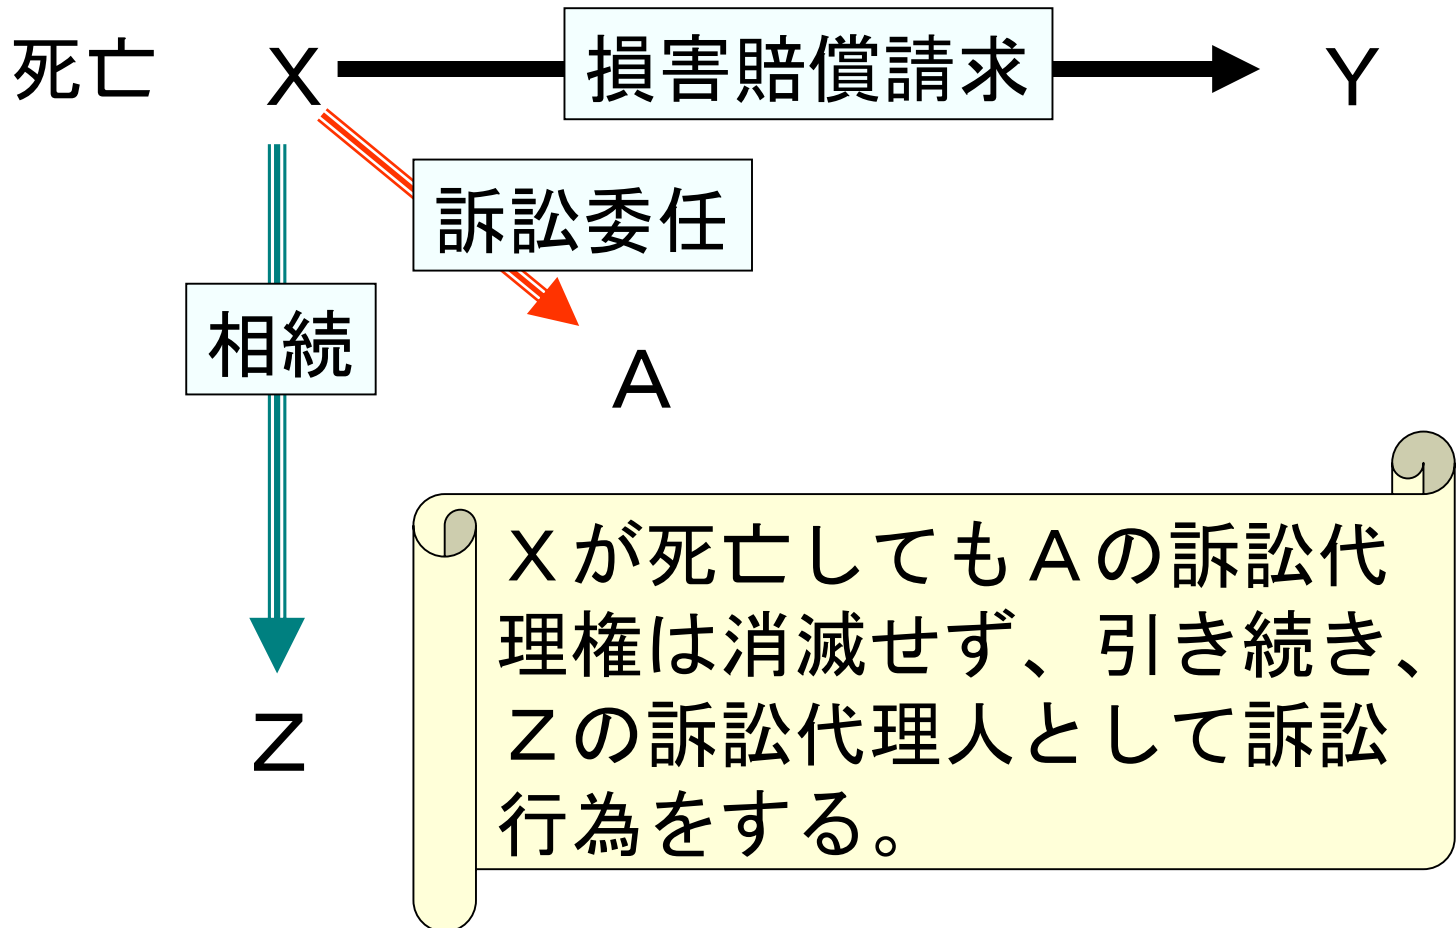 死亡 Ｘ 損害賠償請求 Ｙ
訴訟委任
相続
Ａ
Ｘが死亡してもＡの訴訟代
理権は消滅せず、引き続き、
Ｚの訴訟代理人として訴訟
行為をする。
Ｚ